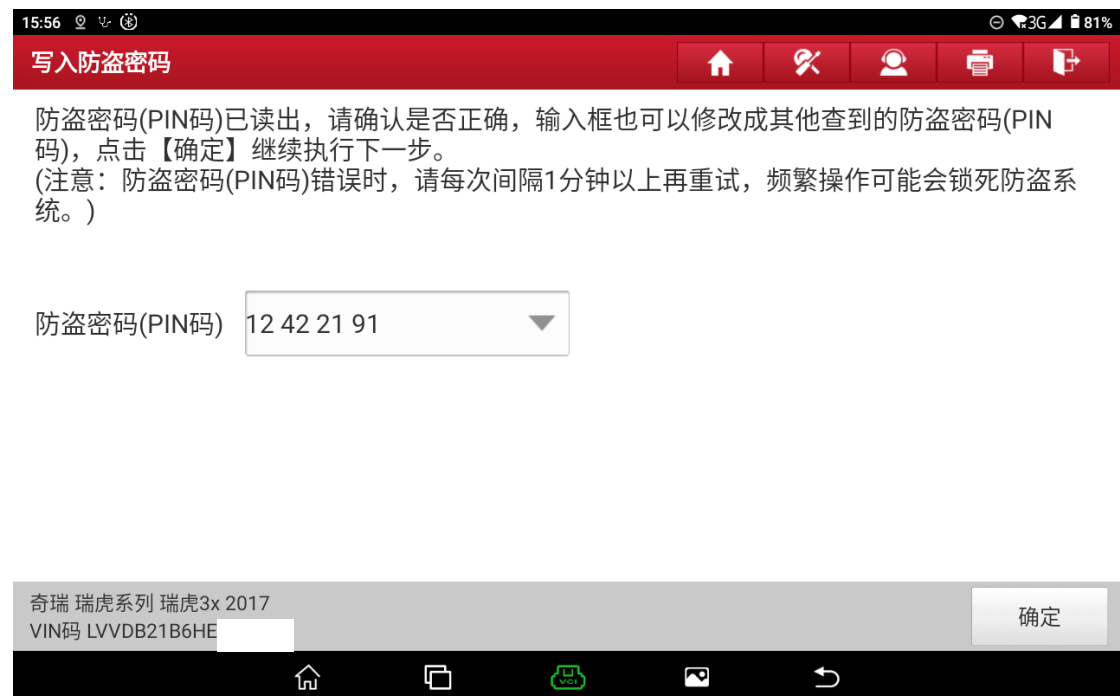 15:56
3G 81%
写入防盗密码
防盗密码(PIN码)已读出，请确认是否正确，输入框也可以修改成其他查到的防盗密码(PIN
码)，点击【确定】继续执行下一步。
(注意：防盗密码(PIN码)错误时，请每次间隔1分钟以上再重试，频繁操作可能会锁死防盗系
统。)
防盗密码(PIN码) 12 42 21 91
奇瑞 瑞虎系列 瑞虎3x 2017
VIN码 LVVDB21B6HE
确定
VCI